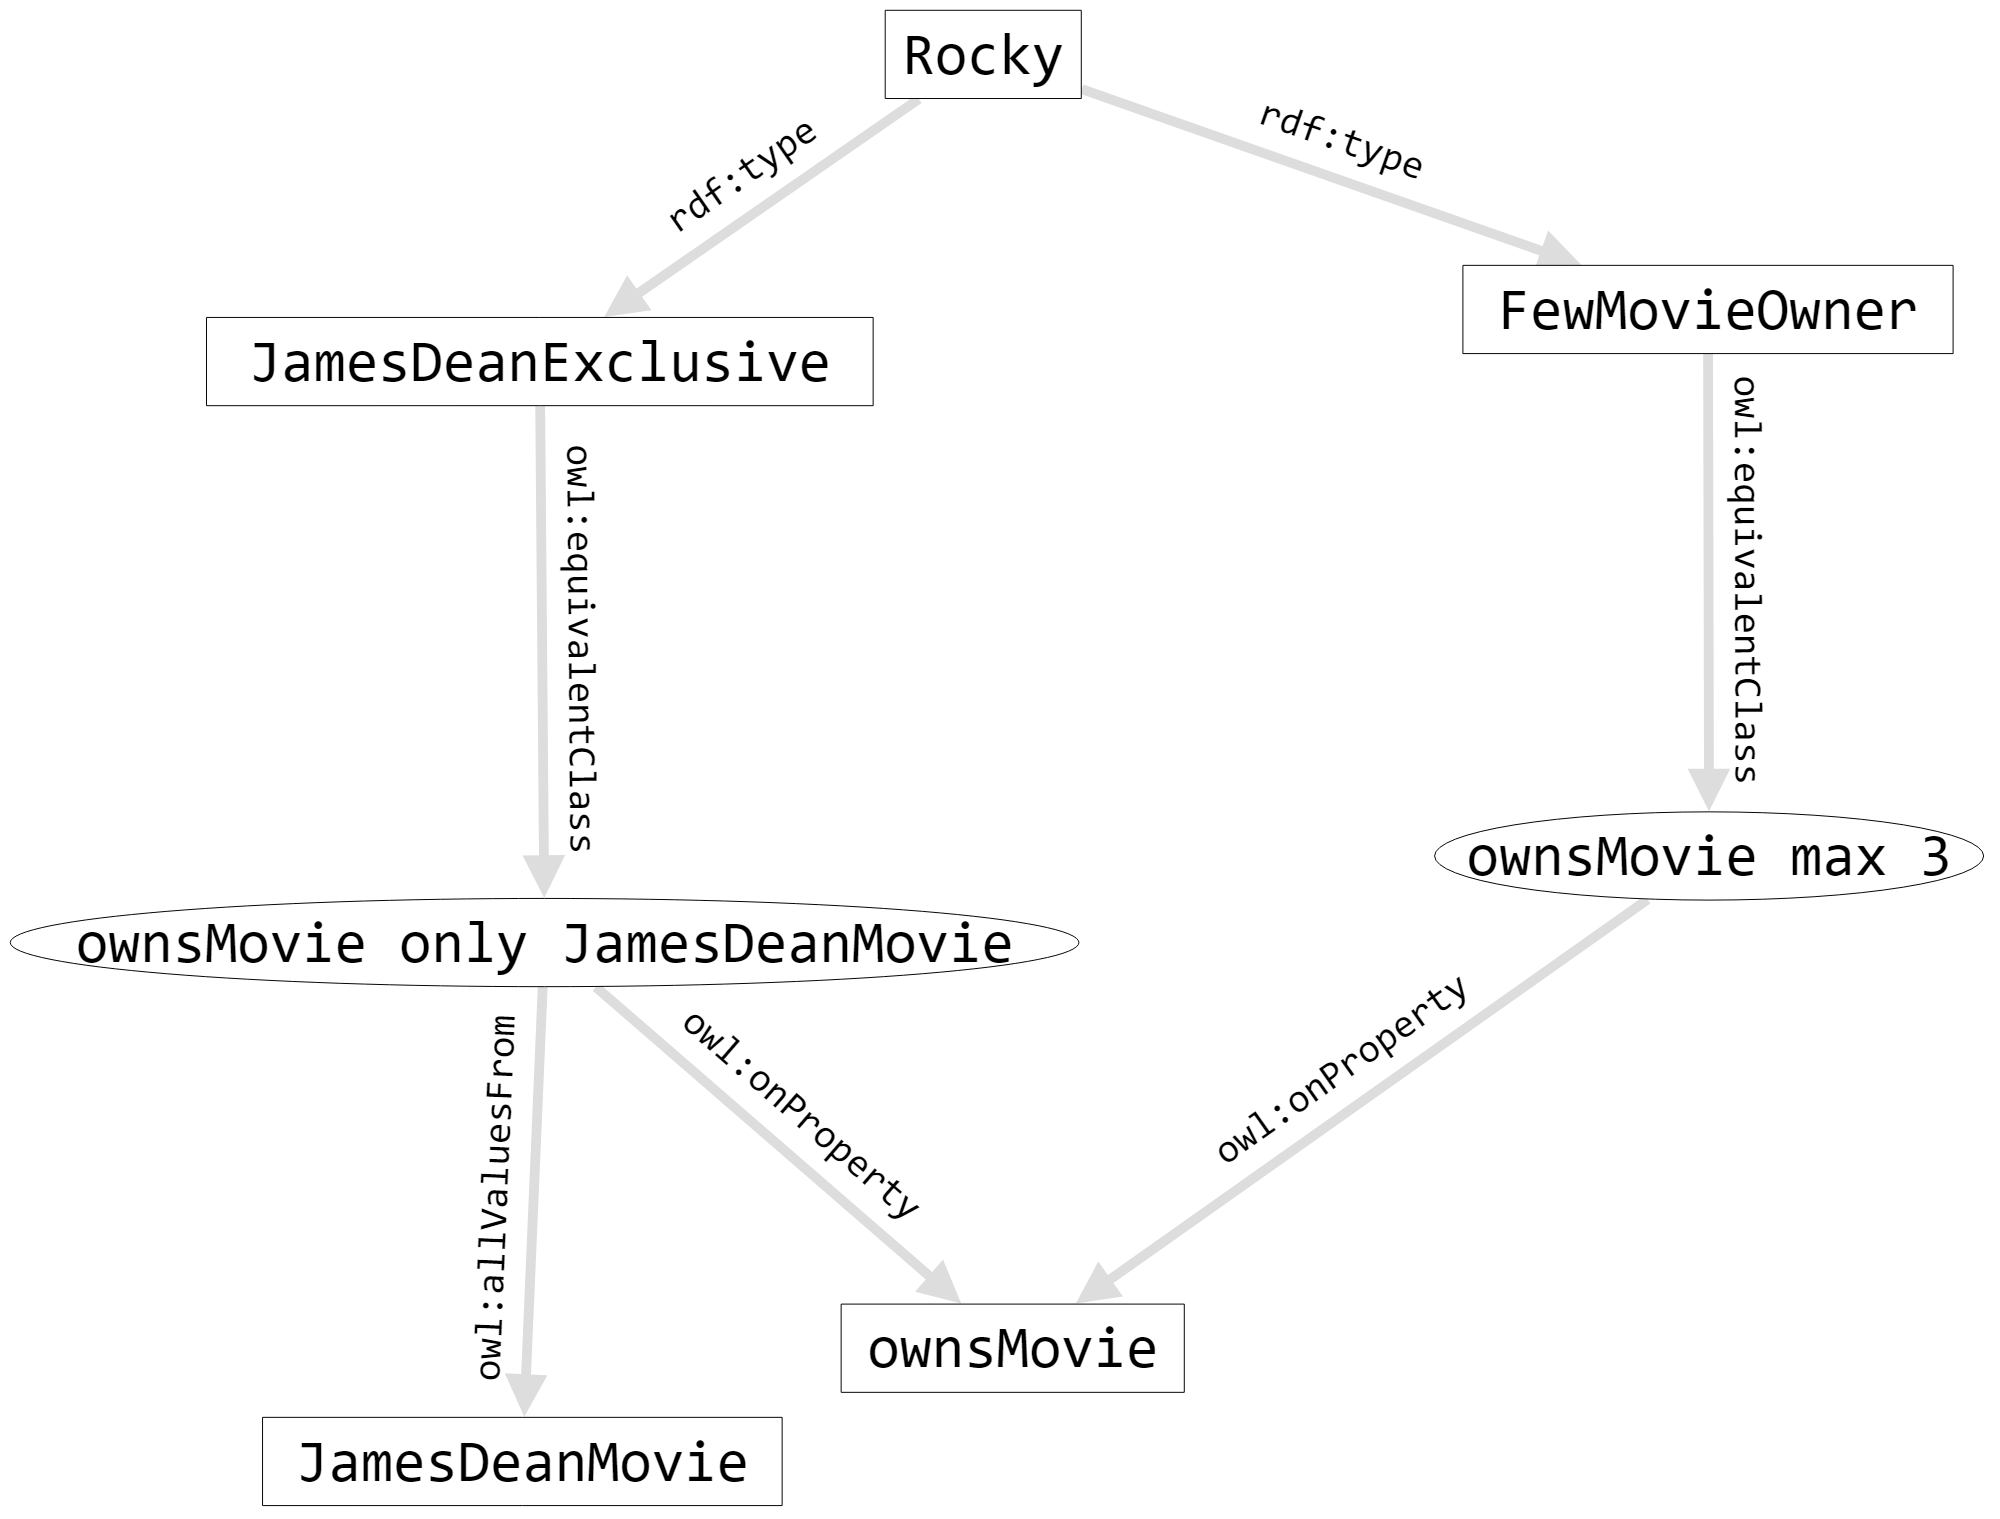 Rocky
rdf:type
rdf:type
FewMovieOwner
JamesDeanExclusive
owl:equivalentClass
owl:equivalentClass
ownsMovie max 3
ownsMovie only JamesDeanMovie
owl:allValuesFrom
owl:onProperty
owl:onProperty
ownsMovie
JamesDeanMovie